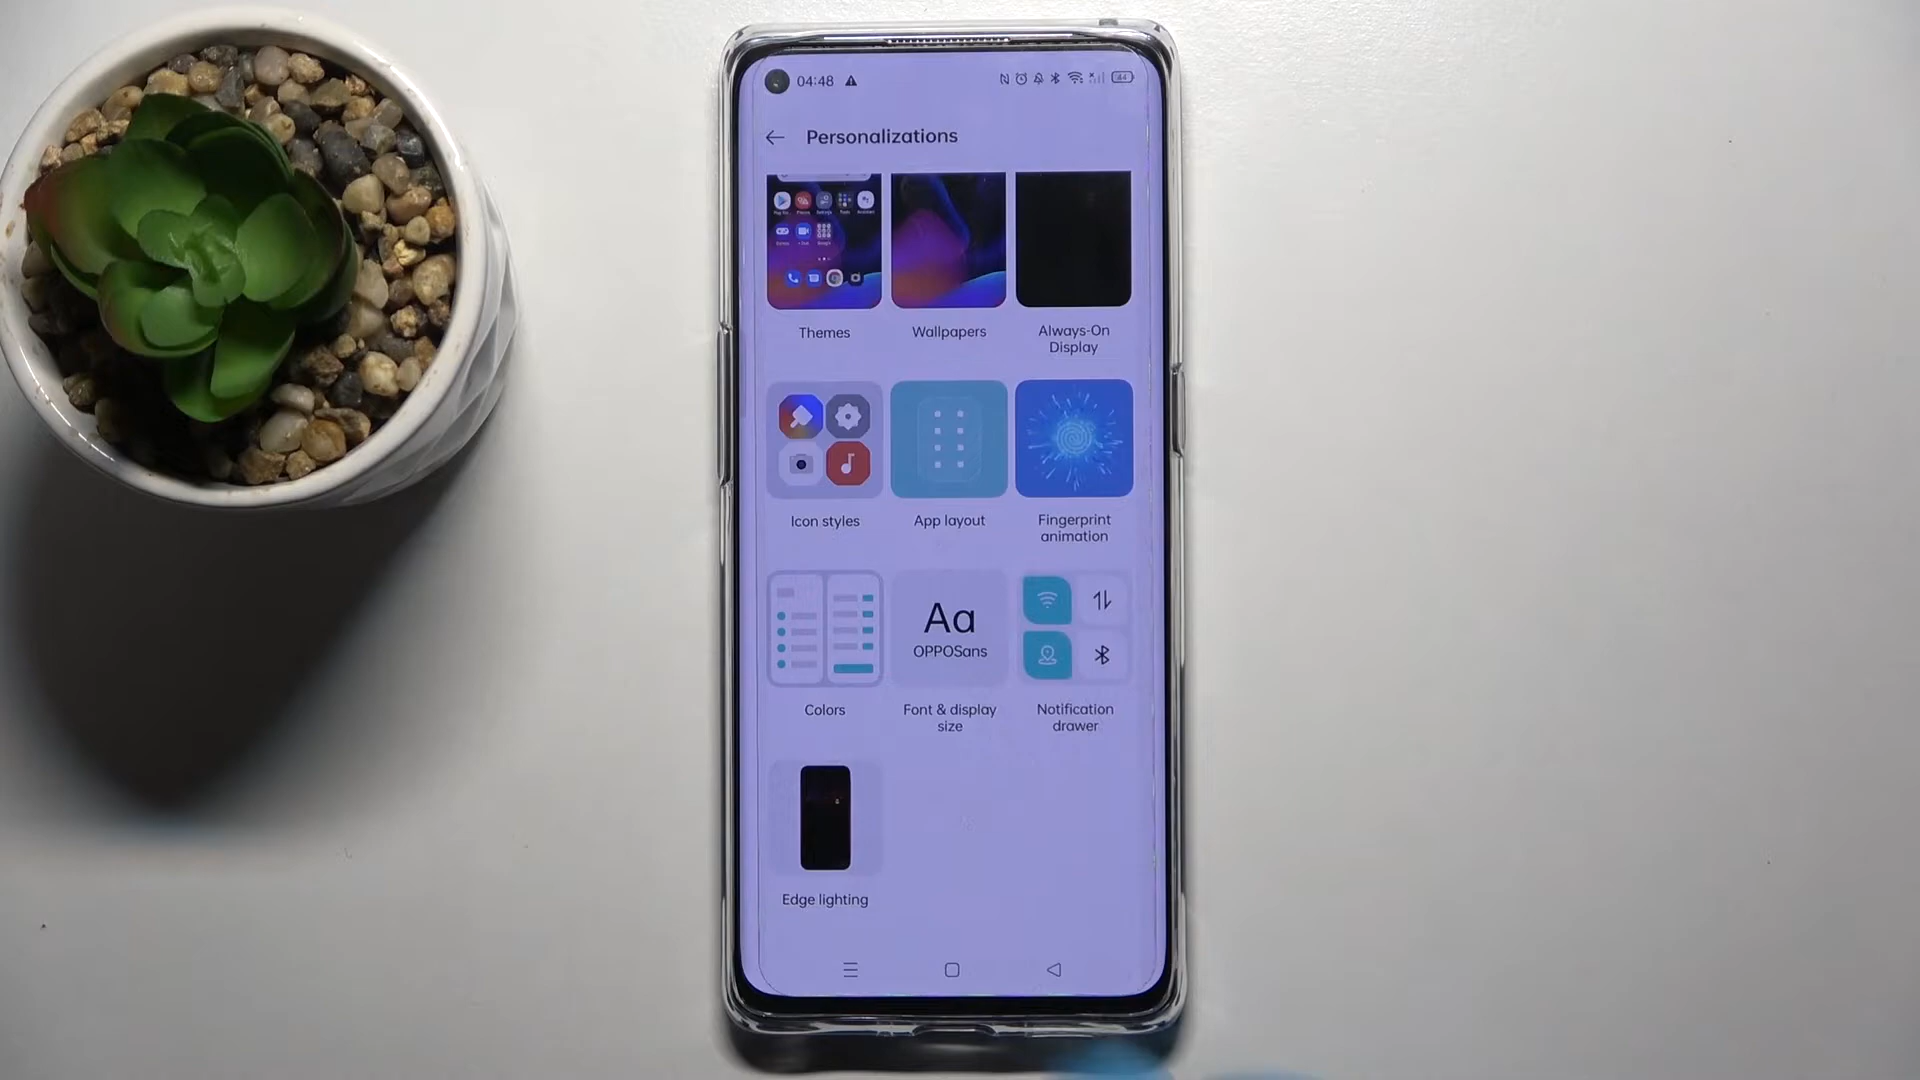 04:48
44
Personalizations
Themes
Wallpapers
Always-On
Display
Icon styles
App layout
Fingerprint
animation
Aa
OPPOSans
Colors
Font & display
size
Notification
drawer
Edge lighting